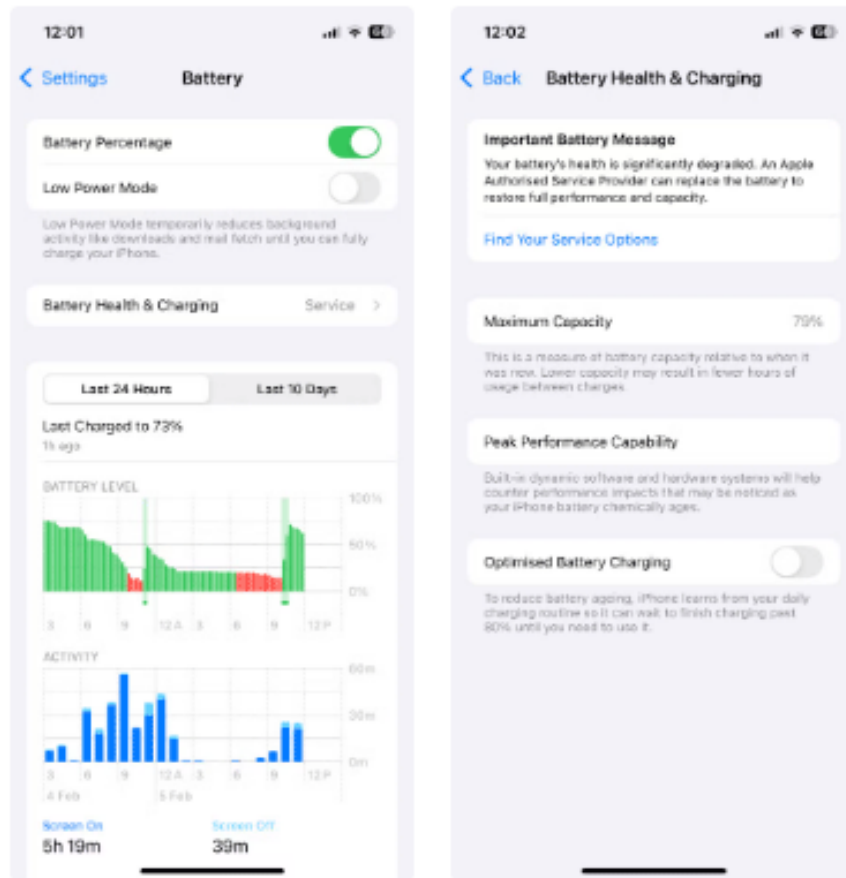 12:01
Settings
Battery
Battery Percentage
Low Power Mode
Low Power Mode temporarily reduces background
activity like downloads and mail fetch until you can fully
charge your iPhone.
Battery Health & Charging
Service
Last 24 Hours
Last 10 Days
Last Charged to 73%
1h ago
BATTERY LEVEL
100%
50%
0%
3 6 9 12 A 3 6 9 12 P
ACTIVITY
60m
30m
0m
3 6 9 12 A 3 6 9 12 P
4 Feb 5 Feb
Screen On Screen Off
5h 19m 39m
12:02
Back
Battery Health & Charging
Important Battery Message
Your battery's health is significantly degraded. An Apple
Authorised Service Provider can replace the battery to
restore full performance and capacity.
Find Your Service Options
Maximum Capacity
79%
This is a measure of battery capacity relative to when it
was new. Lower capacity may result in fewer hours of
usage between charges.
Peak Performance Capability
Built-in dynamic software and hardware systems will help
counter performance impacts that may be noticed as
your iPhone battery chemically ages.
Optimised Battery Charging
To reduce battery ageing, iPhone learns from your daily
charging routine so it can wait to finish charging past
80% until you need to use it.